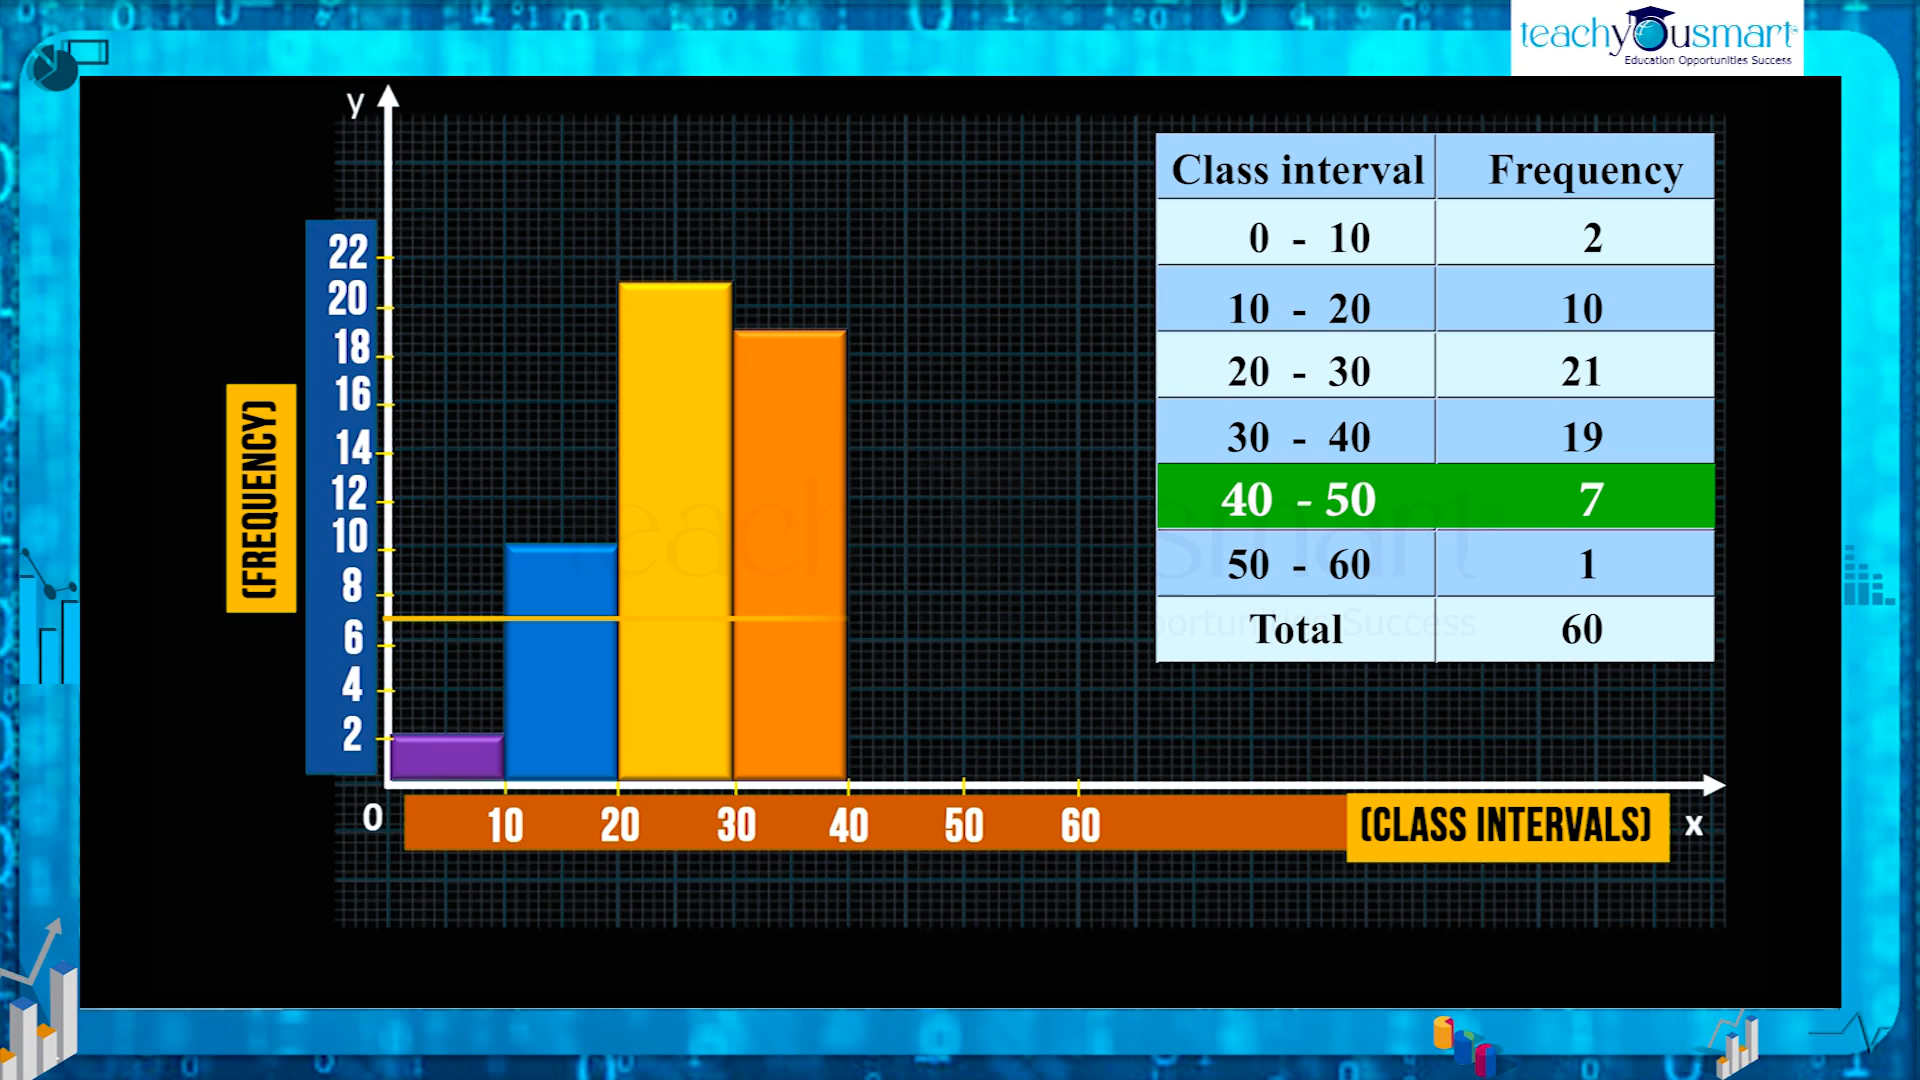 teachyousmart
Education Opportunities Success
y
Class interval Frequency
0 - 10 2
10 - 20 10
20 - 30 21
30 - 40 19
40 - 50 7
50 - 60 1
Total 60
(FREQUENCY)
22
20
18
16
14
12
10
8
6
4
2
0 10 20 30 40 50 60 (CLASS INTERVALS) x